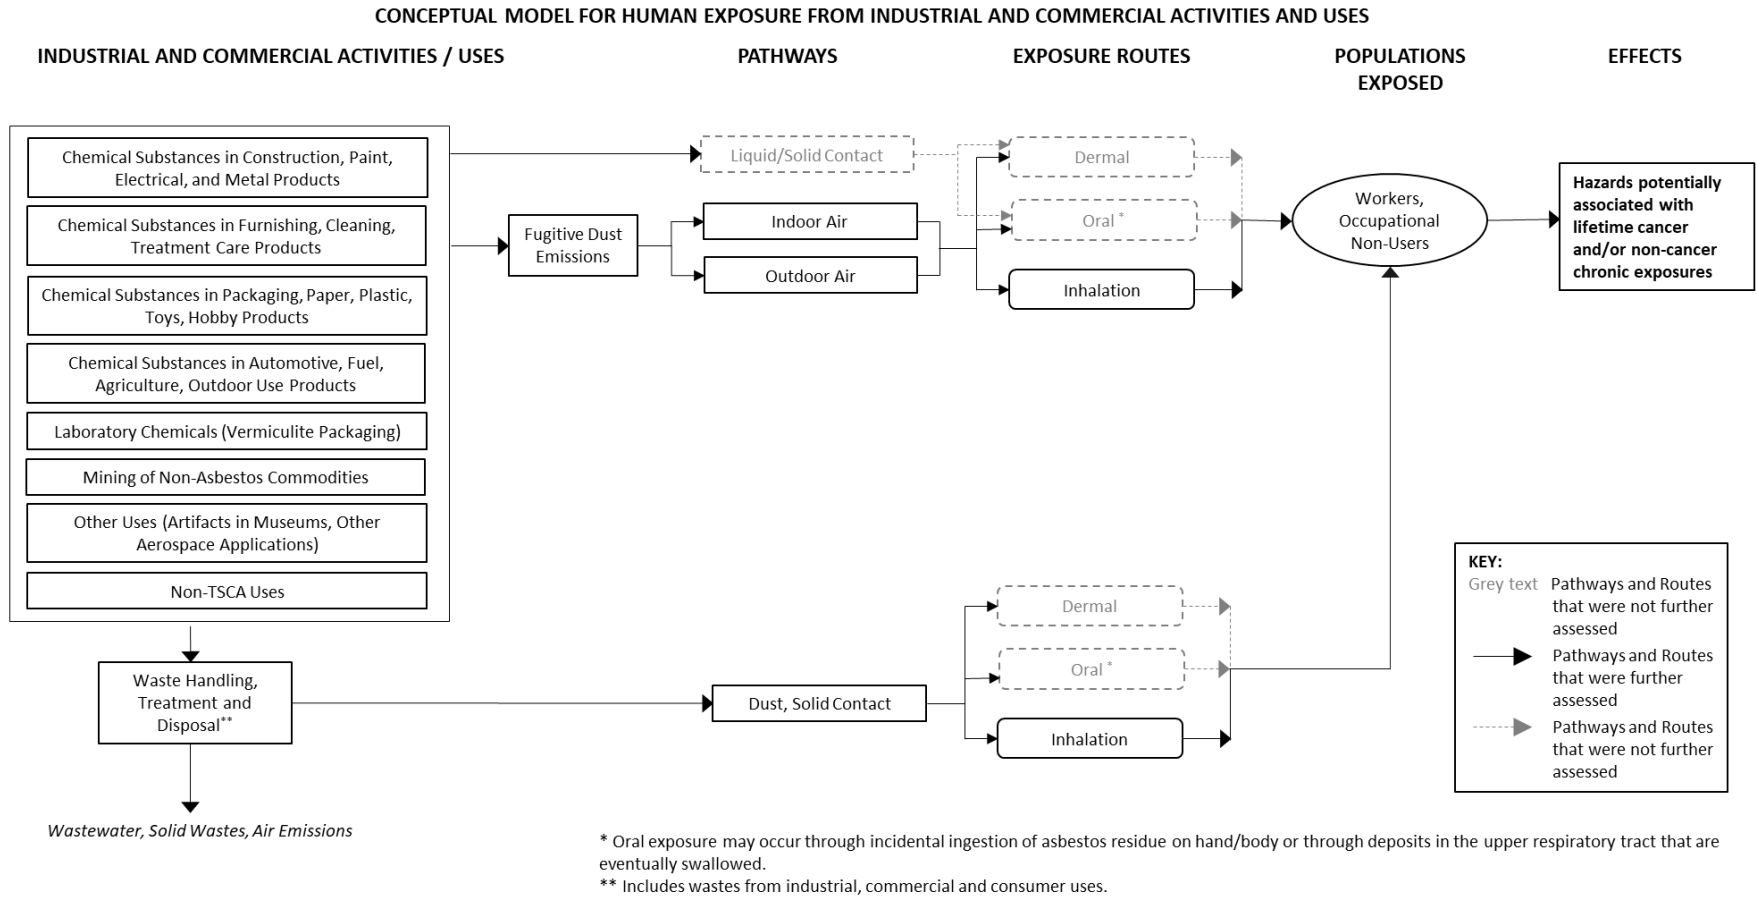 CONCEPTUAL MODEL FOR HUMAN EXPOSURE FROM INDUSTRIAL AND COMMERCIAL ACTIVITIES AND USES
INDUSTRIAL AND COMMERCIAL ACTIVITIES / USES
PATHWAYS
EXPOSURE ROUTES
POPULATIONS
EXPOSED
EFFECTS
Chemical Substances in Construction, Paint,
Electrical, and Metal Products
Chemical Substances in Furnishing, Cleaning,
Treatment Care Products
Chemical Substances in Packaging, Paper, Plastic,
Toys, Hobby Products
Chemical Substances in Automotive, Fuel,
Agriculture, Outdoor Use Products
Laboratory Chemicals (Vermiculite Packaging)
Mining of Non-Asbestos Commodities
Other Uses (Artifacts in Museums, Other
Aerospace Applications)
Non-TSCA Uses
Fugitive Dust
Emissions
Liquid/Solid Contact
Indoor Air
Outdoor Air
Dermal
Oral *
Inhalation
Workers,
Occupational
Non-Users
Hazards potentially
associated with
lifetime cancer
and/or non-cancer
chronic exposures
Waste Handling,
Treatment and
Disposal**
Dust, Solid Contact
Dermal
Oral *
Inhalation
KEY:
Grey text Pathways and Routes
that were not further
assessed
Pathways and Routes
that were further
assessed
Pathways and Routes
that were not further
assessed
Wastewater, Solid Wastes, Air Emissions
* Oral exposure may occur through incidental ingestion of asbestos residue on hand/body or through deposits in the upper respiratory tract that are
eventually swallowed.
** Includes wastes from industrial, commercial and consumer uses.